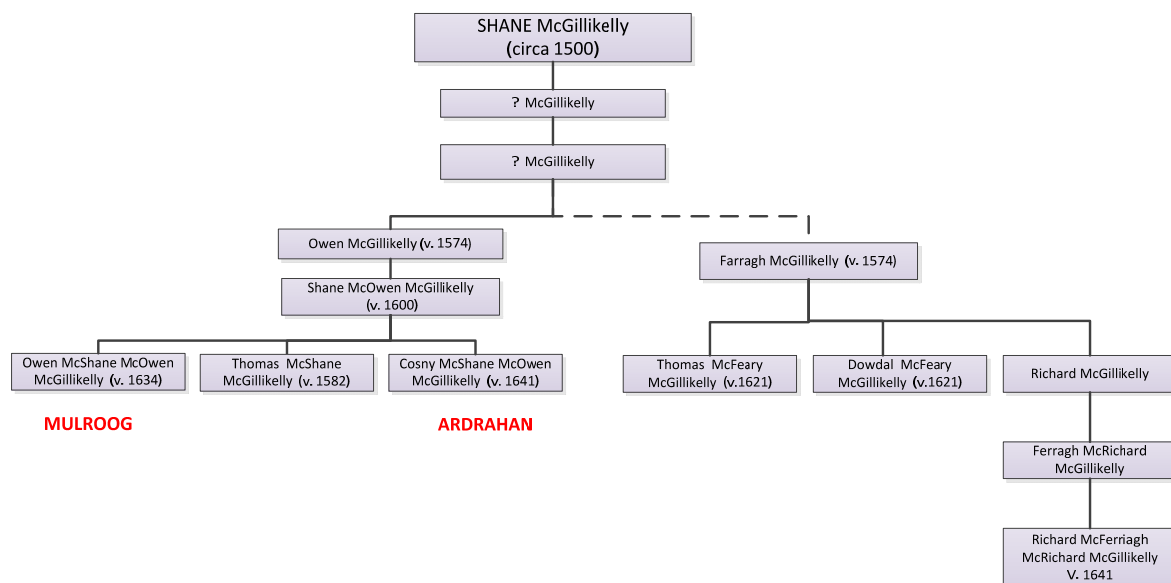 SHANE McGillikelly
(circa 1500)
? McGillikelly
? McGillikelly
Owen McGillikelly (v. 1574)
Farragh McGillikelly (v. 1574)
Shane McOwen McGillikelly
(v. 1600)
Owen McShane McOwen
McGillikelly (v. 1634)
Thomas McShane
McGillikelly (v. 1582)
Cosny McShane McOwen
McGillikelly (v. 1641)
Thomas McFeary
McGillikelly (v.1621)
Dowdal McFeary
McGillikelly (v.1621)
Richard McGillikelly
MULROOG
ARDRAHAN
Ferragh McRichard
McGillikelly
Richard McFerriagh
McRichard McGillikelly
V. 1641